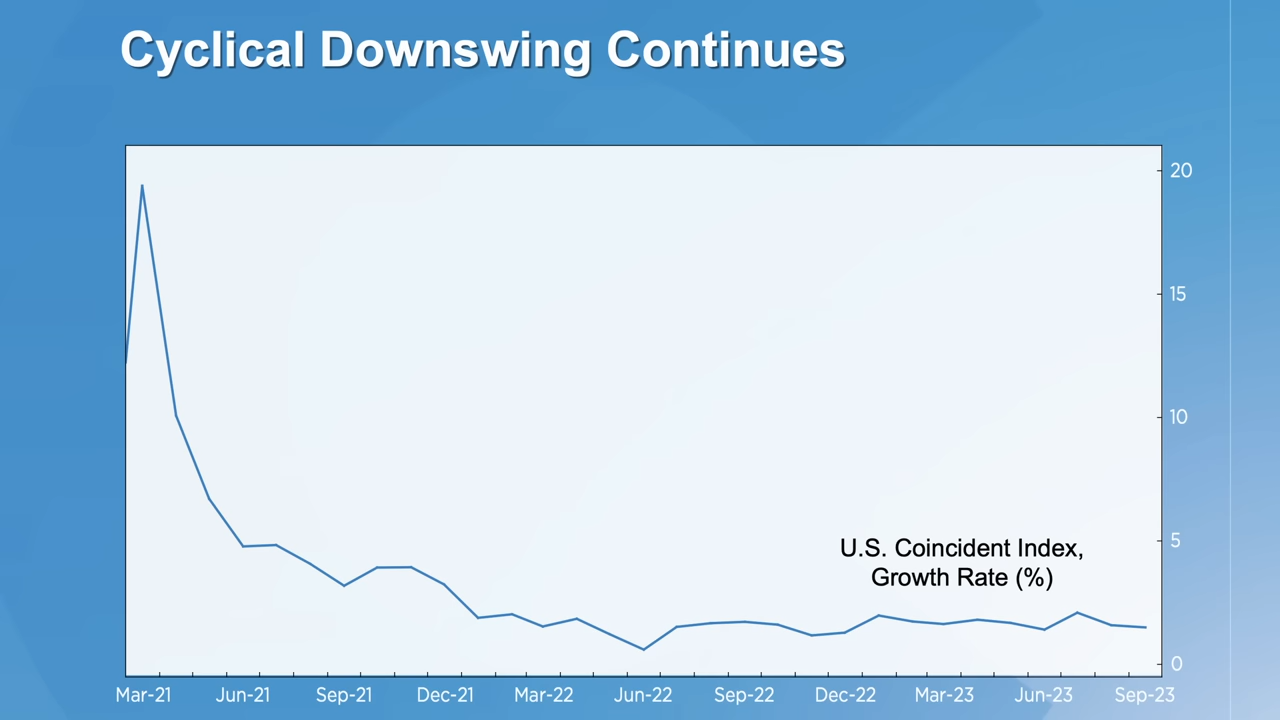 Cyclical Downswing Continues
20
15
10
5
U.S. Coincident Index,
Growth Rate (%)
0
Mar-21 Jun-21 Sep-21 Dec-21 Mar-22 Jun-22 Sep-22 Dec-22 Mar-23 Jun-23 Sep-23